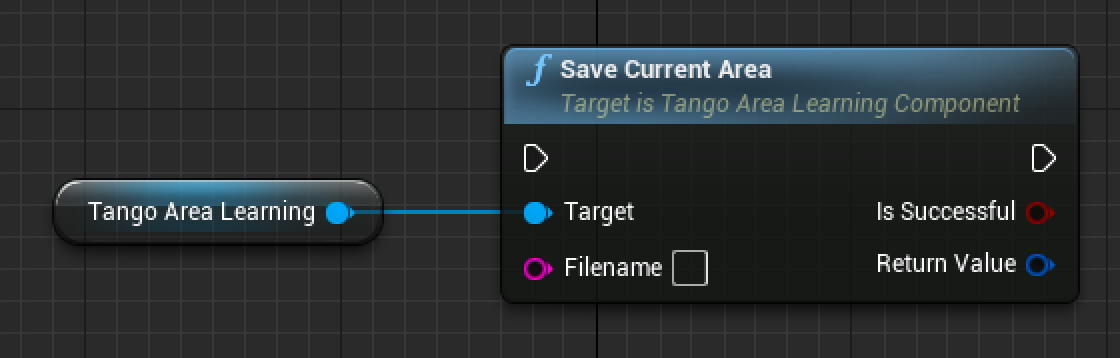 f Save Current Area
Target is Tango Area Learning Component
Tango Area Learning
Target
Is Successful
Filename
Return Value